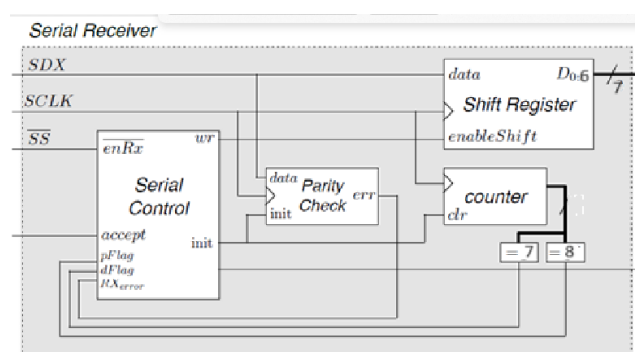 Serial Receiver
SDX
SCLK
SS
enRx
wr
Serial
Control
accept
pFlag
dFlag
RXerror
init
data
Parity
Check
err
init
data
D0:6
Shift Register
enableShift
7
counter
clr
= 7
= 8